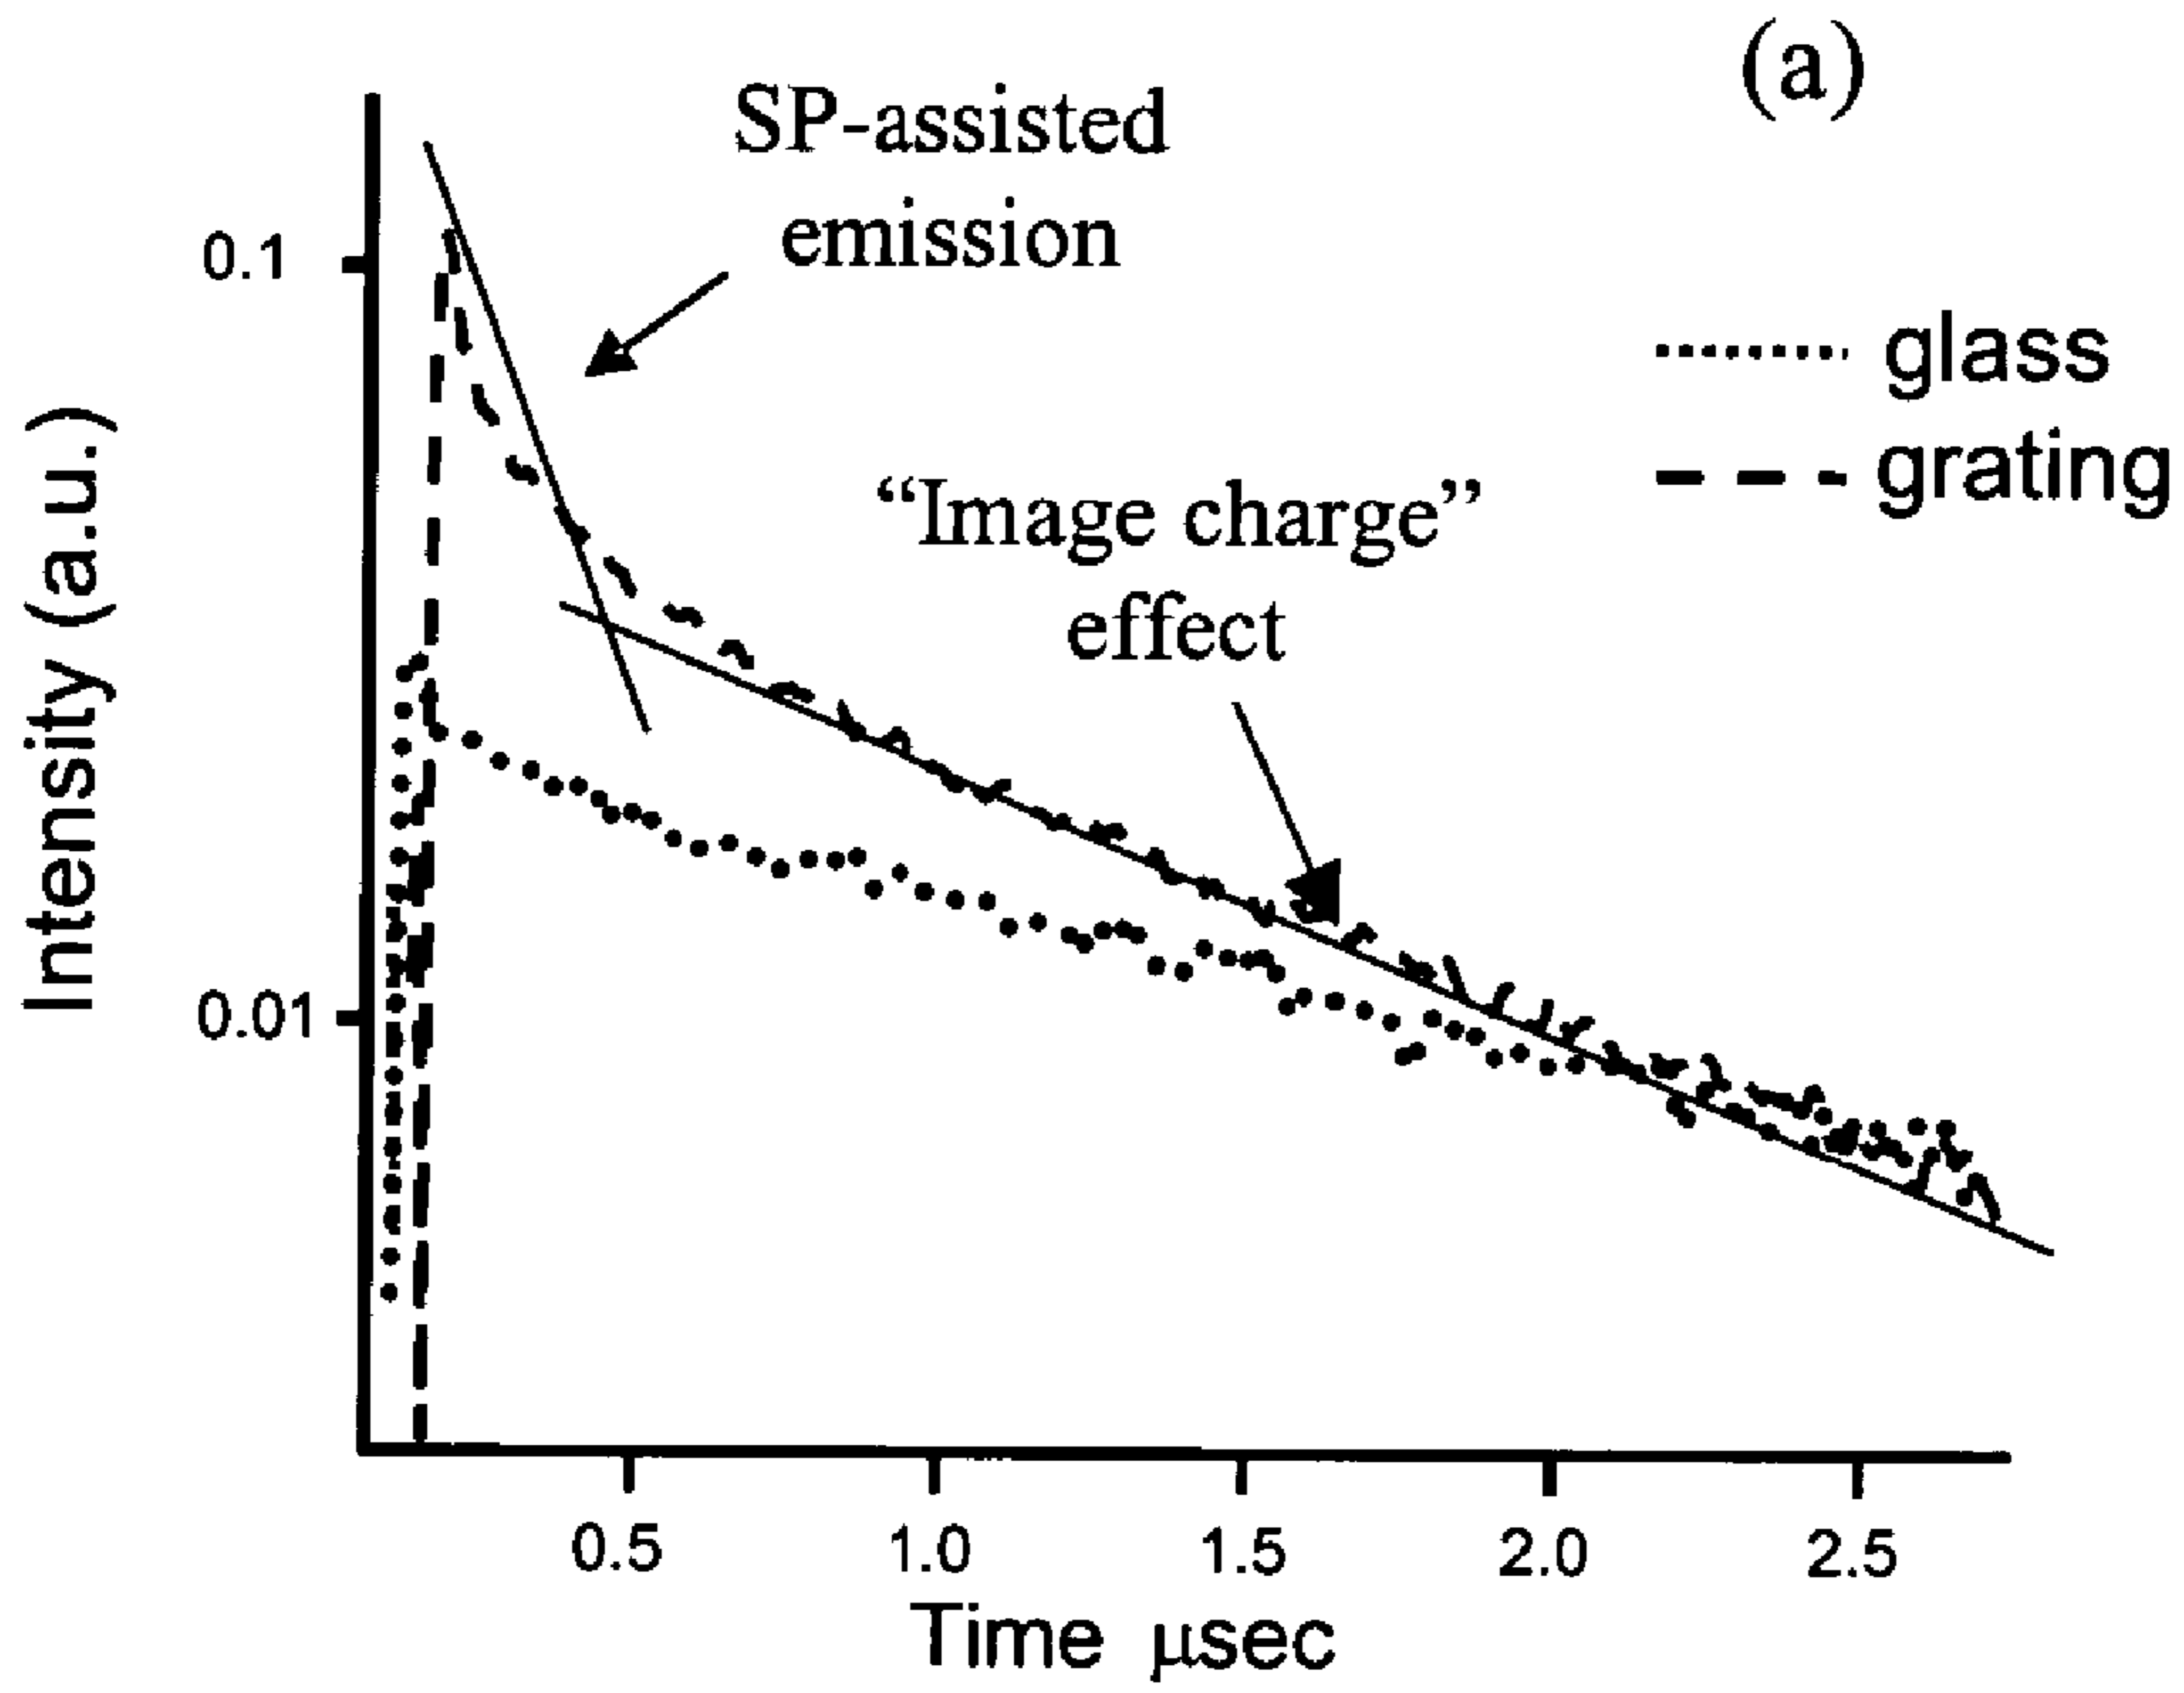 (a)
SP-assisted
emission
0.1
glass
grating
“Image charge”
effect
Intensity (a.u.)
0.01
0.5 1.0 1.5 2.0 2.5
Time μsec